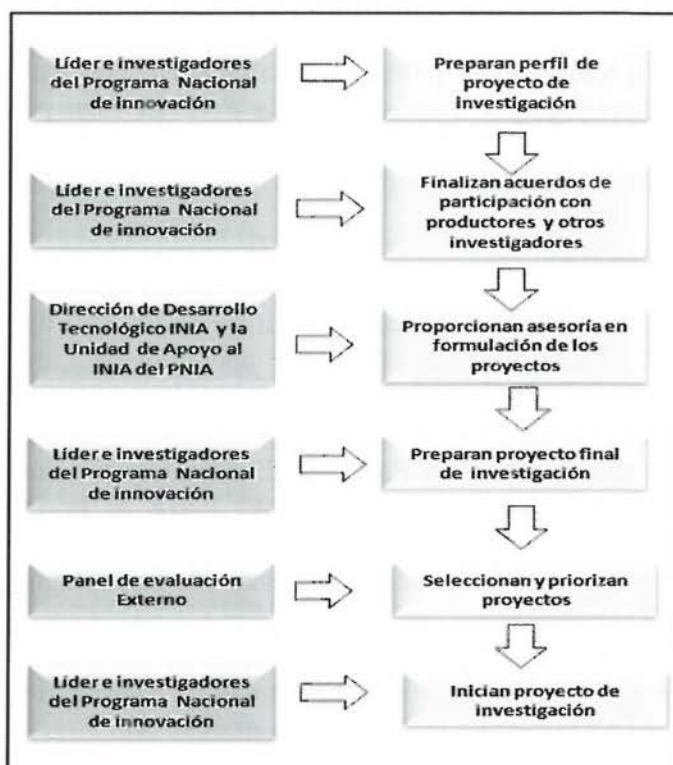 Líder e investigadores
del Programa Nacional
de innovación
Preparan perfil de
proyecto de
investigación
Líder e investigadores
del Programa Nacional
de innovación
Finalizan acuerdos de
participación con
productores y otros
investigadores
Dirección de Desarrollo
Tecnológico INIA y la
Unidad de Apoyo al
INIA del PNIA
Proporcionan asesoría en
formulación de los
proyectos
Líder e investigadores
del Programa Nacional
de innovación
Preparan proyecto final
de investigación
Panel de evaluación
Externo
Seleccionan y priorizan
proyectos
Líder e investigadores
del Programa Nacional
de innovación
Inician proyecto de
investigación